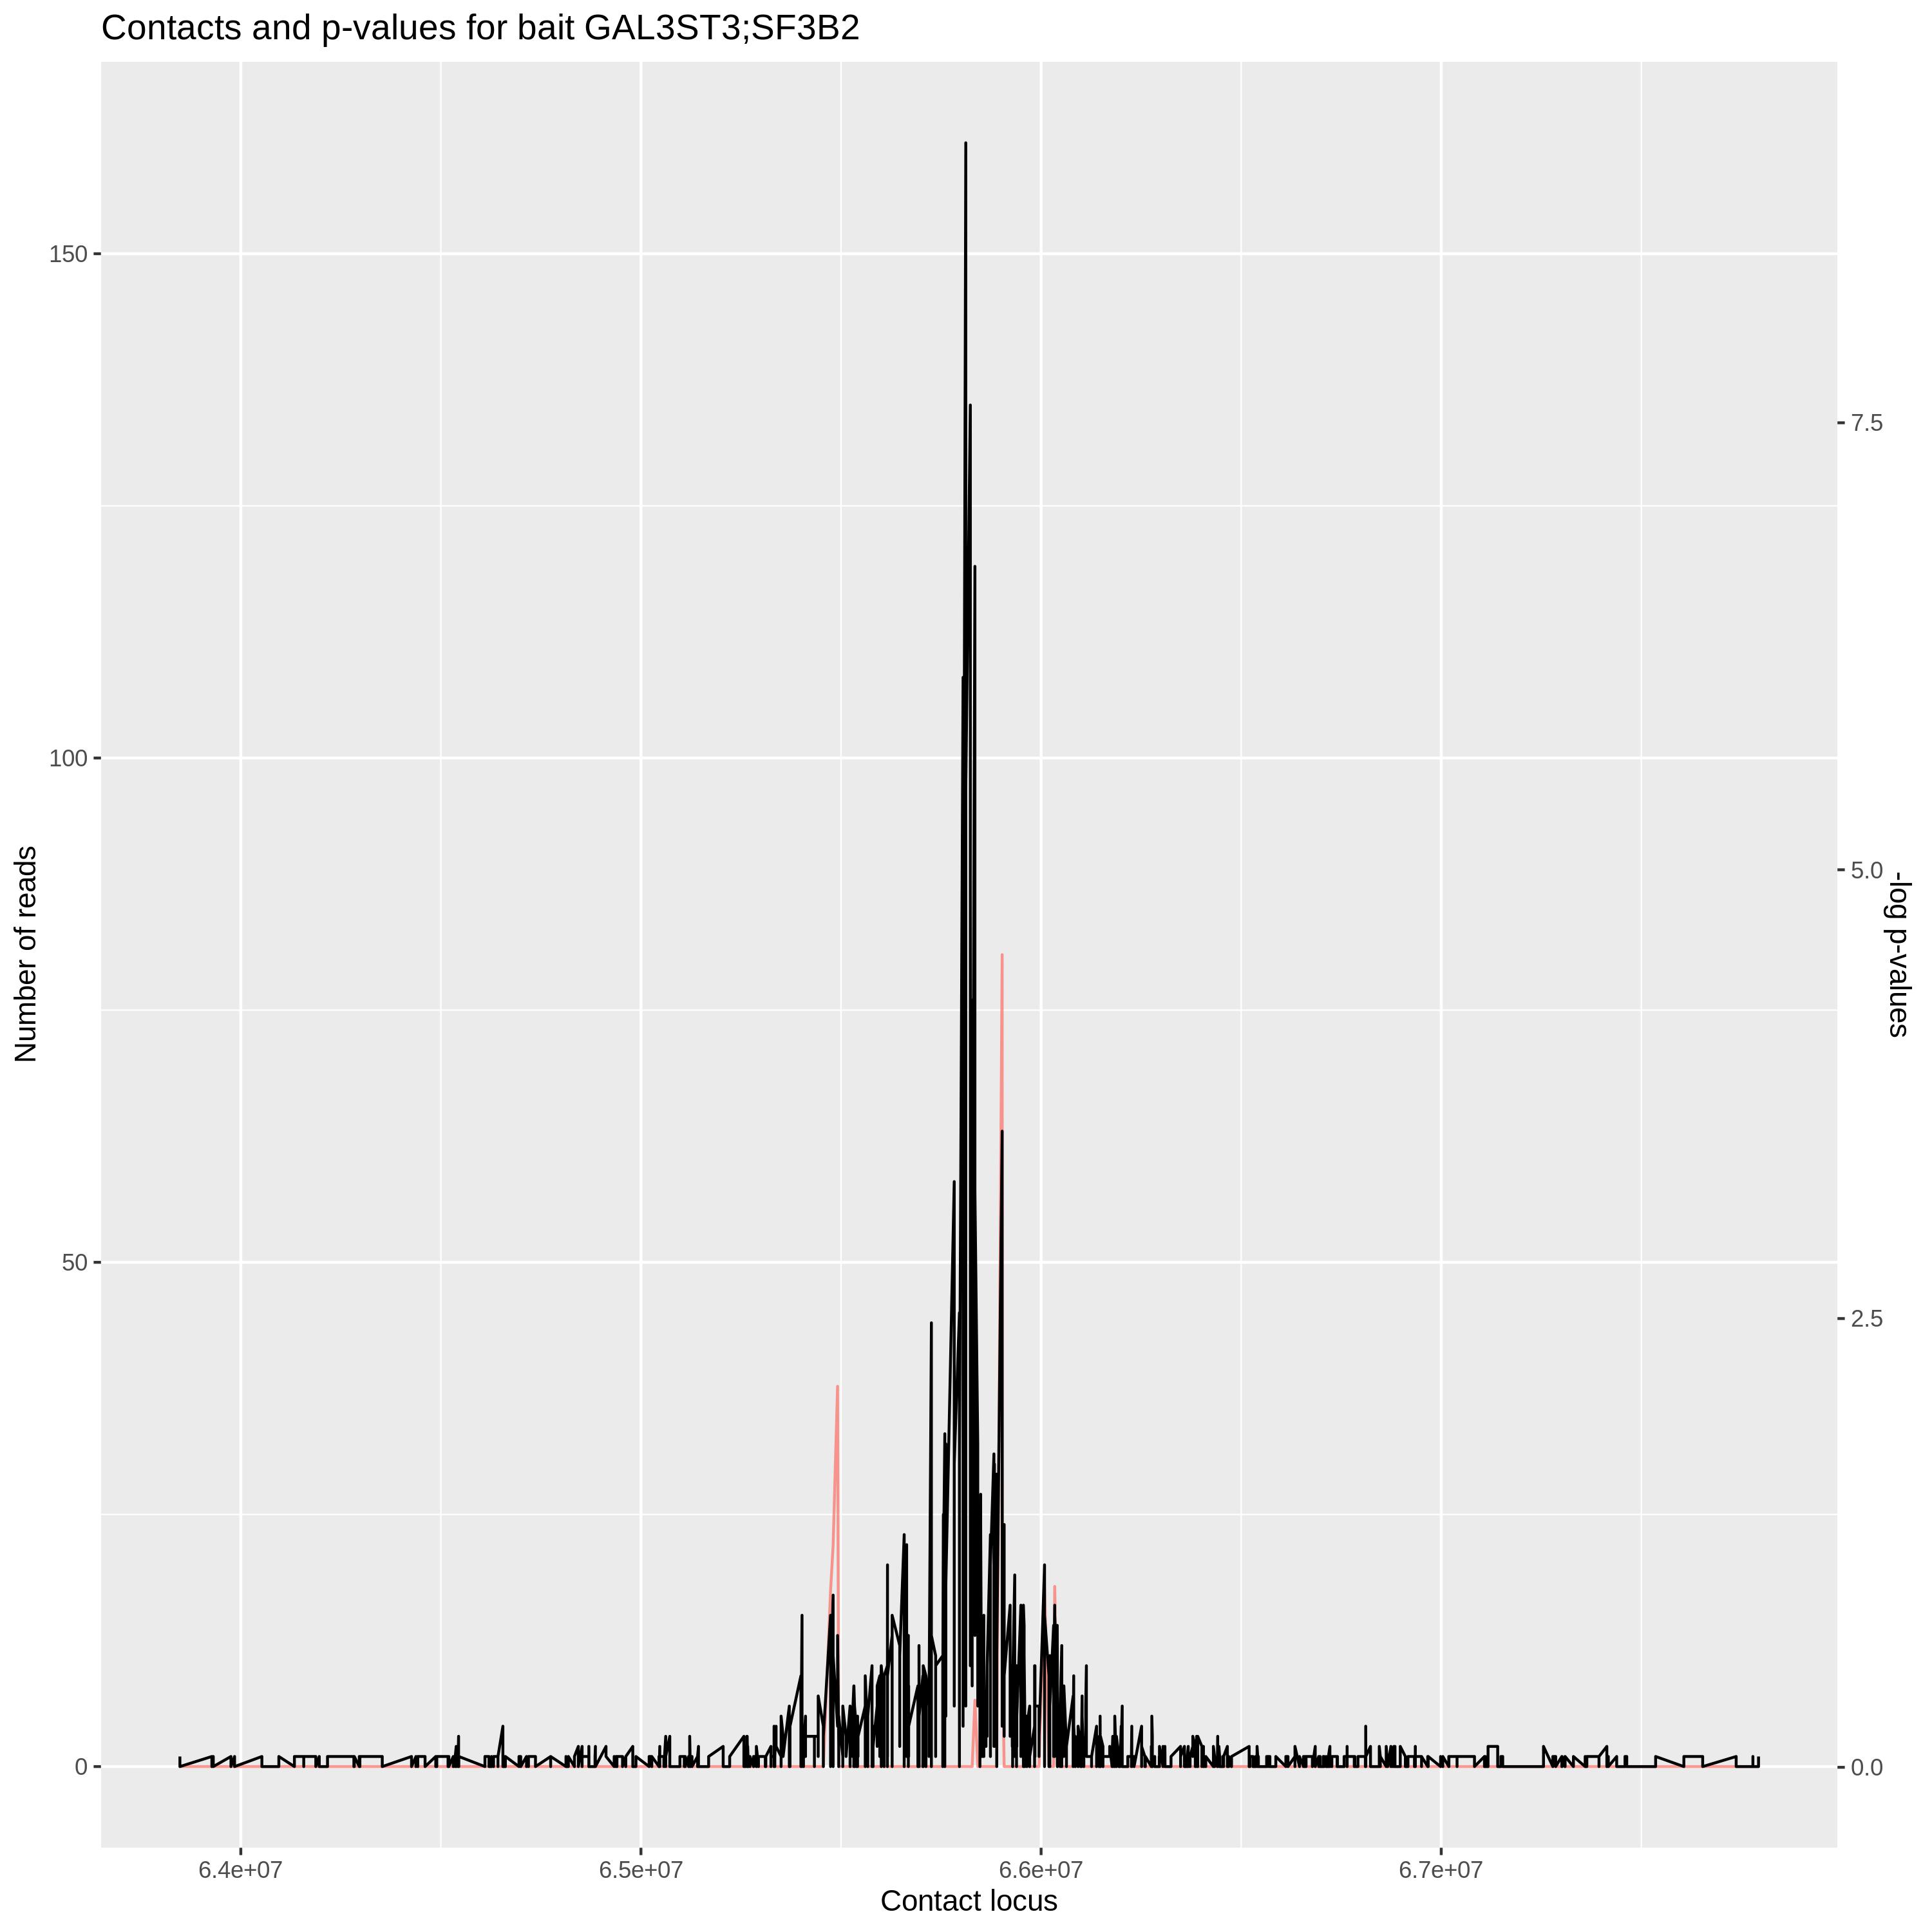 Contacts and p-values for bait GAL3ST3;SF3B2
150
100
50
0
Number of reads
7.5
5.0
2.5
0.0
-log p-values
6.4e+07 6.5e+07 6.6e+07 6.7e+07
Contact locus